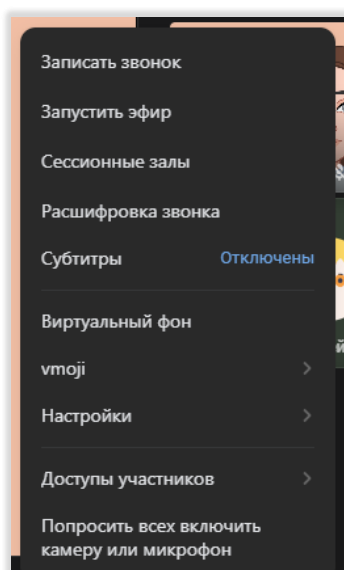 Записать звонок
Запустить эфир
Сессионные залы
Расшифровка звонка
Субтитры Отключены
Виртуальный фон
vmoji
Настройки
Доступы участников
Попросить всех включить
камеру или микрофон